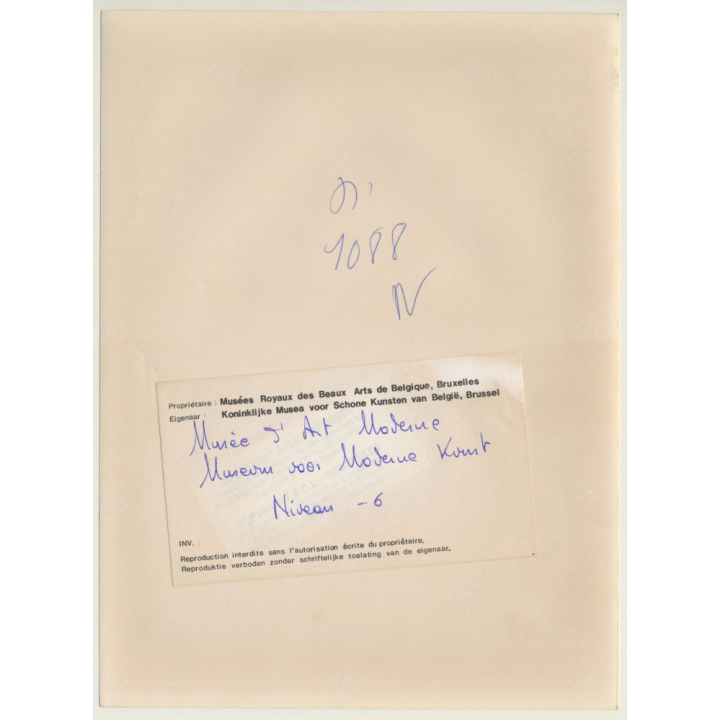 1088
N
Propriétaire : Musées Royaux des Beaux Arts de Belgique, Bruxelles
Eigenaar : Koninklijke Musea voor Schone Kunsten van België, Brussel
Musée d'Art Moderne
Museum voor Moderne Kunst
Niveau -6
INV. :
Reproduction interdite sans l'autorisation écrite du propriétaire.
Reproduktie verboden zonder schriftelijke toelating van de eigenaar.